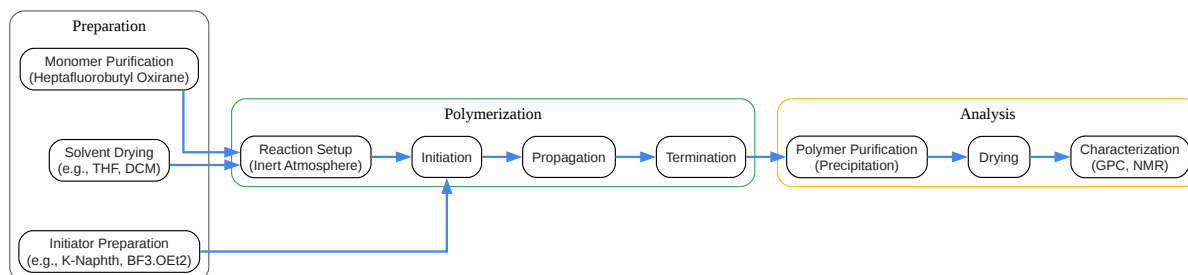 Preparation
Monomer Purification
(Heptafluorobutyl Oxirane)
Solvent Drying
(e.g., THF, DCM)
Initiator Preparation
(e.g., K-Naphth, BF3.OEt2)
Polymerization
Reaction Setup
(Inert Atmosphere)
Initiation
Propagation
Termination
Analysis
Polymer Purification
(Precipitation)
Drying
Characterization
(GPC, NMR)